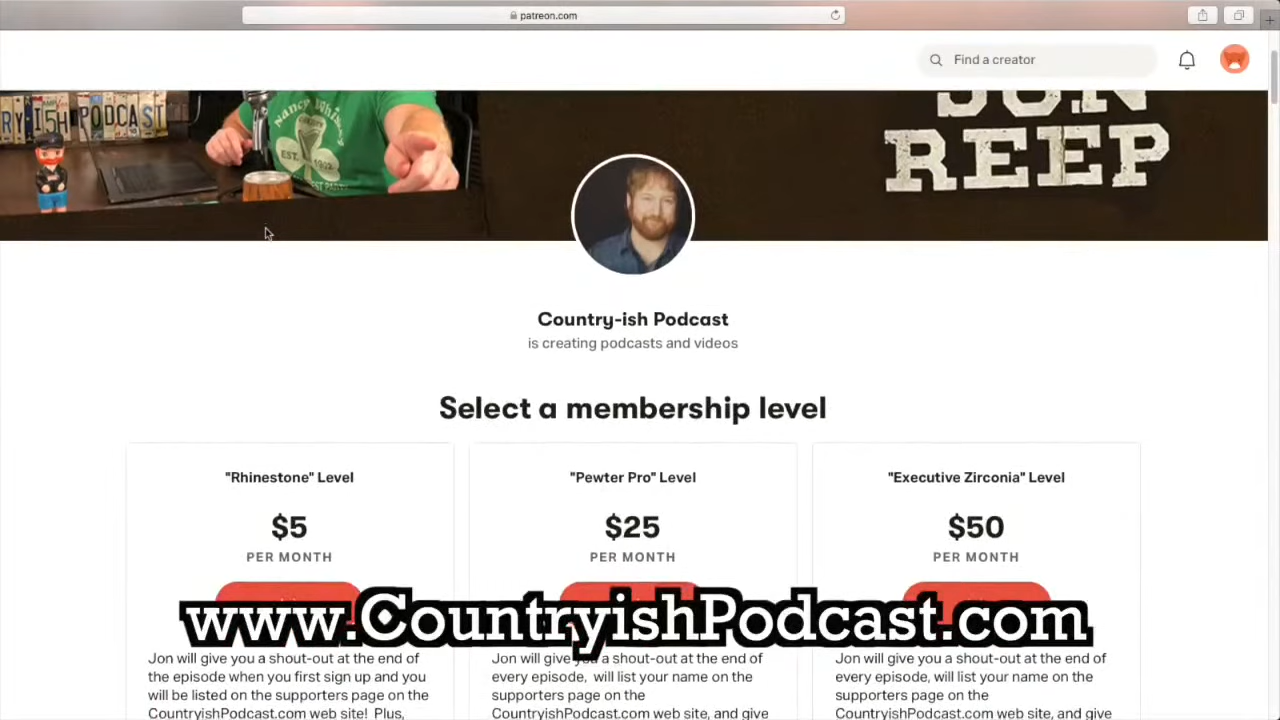 patreon.com
Find a creator
RY ISH PODCAST
EST. 1902
JON
REEP
Country-ish Podcast
is creating podcasts and videos
Select a membership level
"Rhinestone" Level
$5
PER MONTH
Jon will give you a shout-out at the end of
the episode when you first sign up and you
will be listed on the supporters page on the
CountryishPodcast.com web site! Plus,
"Pewter Pro" Level
$25
PER MONTH
Jon will give you a shout-out at the end of
every episode, will list your name on the
supporters page on the
CountryishPodcast.com web site, and give
"Executive Zirconia" Level
$50
PER MONTH
Jon will give you a shout-out at the end of
every episode, will list your name on the
supporters page on the
CountryishPodcast.com web site, and give
www.CountryishPodcast.com